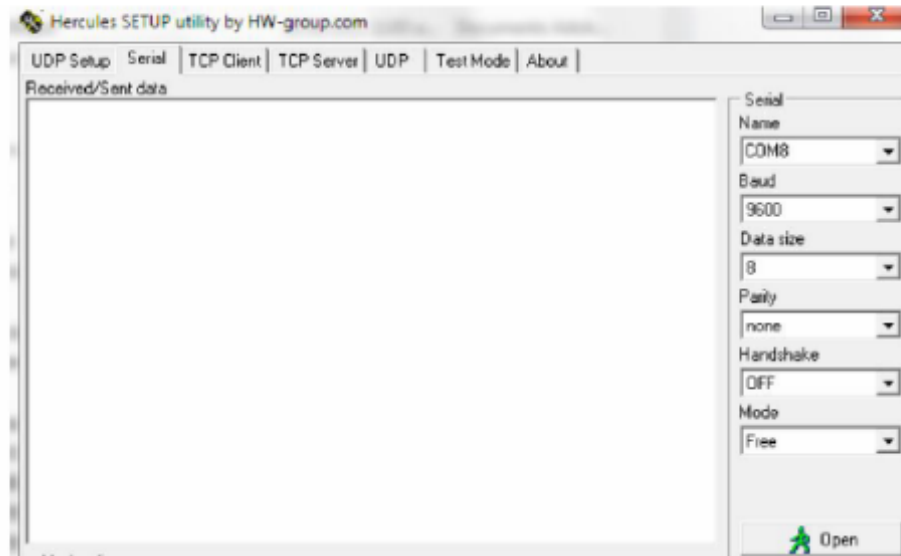 Hercules SETUP utility by HW-group.com
UDP Setup Serial TCP Client TCP Server UDP Test Mode About
Received/Sent data
Serial
Name
COM8
Baud
9600
Data size
8
Parity
none
Handshake
OFF
Mode
Free
Open